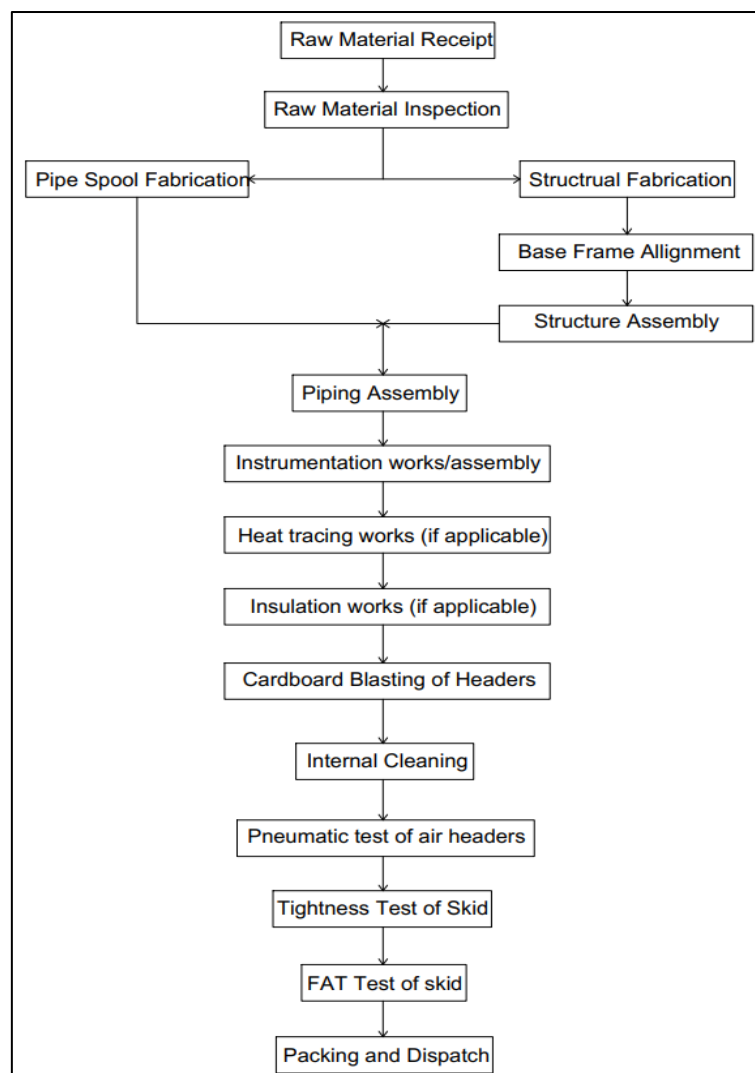 Raw Material Receipt
Raw Material Inspection
Pipe Spool Fabrication
Structrual Fabrication
Base Frame Allignment
Structure Assembly
Piping Assembly
Instrumentation works/assembly
Heat tracing works (if applicable)
Insulation works (if applicable)
Cardboard Blasting of Headers
Internal Cleaning
Pneumatic test of air headers
Tightness Test of Skid
FAT Test of skid
Packing and Dispatch